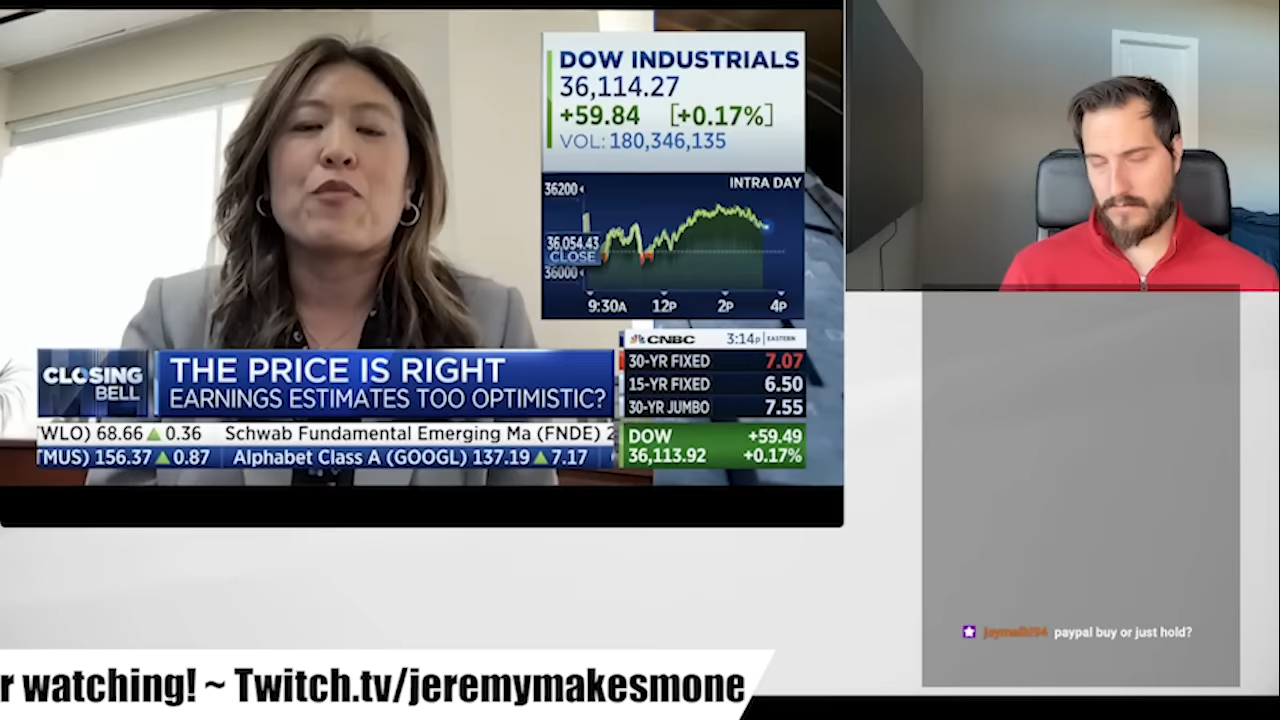 DOW INDUSTRIALS
36,114.27
+59.84 [+0.17%]
VOL: 180,346,135
INTRA DAY
36200
36,054.43
CLOSE
36000
9:30A 12P 2P 4P
CNBC 3:14P EASTERN
30-YR FIXED 7.07
15-YR FIXED 6.50
30-YR JUMBO 7.55
DOW +59.49
36,113.92 +0.17%
CLOSING
BELL
THE PRICE IS RIGHT
EARNINGS ESTIMATES TOO OPTIMISTIC?
WLO) 68.66 ▲ 0.36 Schwab Fundamental Emerging Ma (FNDE) 2
TMUS) 156.37 ▲ 0.87 Alphabet Class A (GOOGL) 137.19 ▲ 7.17
paypal buy or just hold?
r watching! ~ Twitch.tv/jeremymakesmone